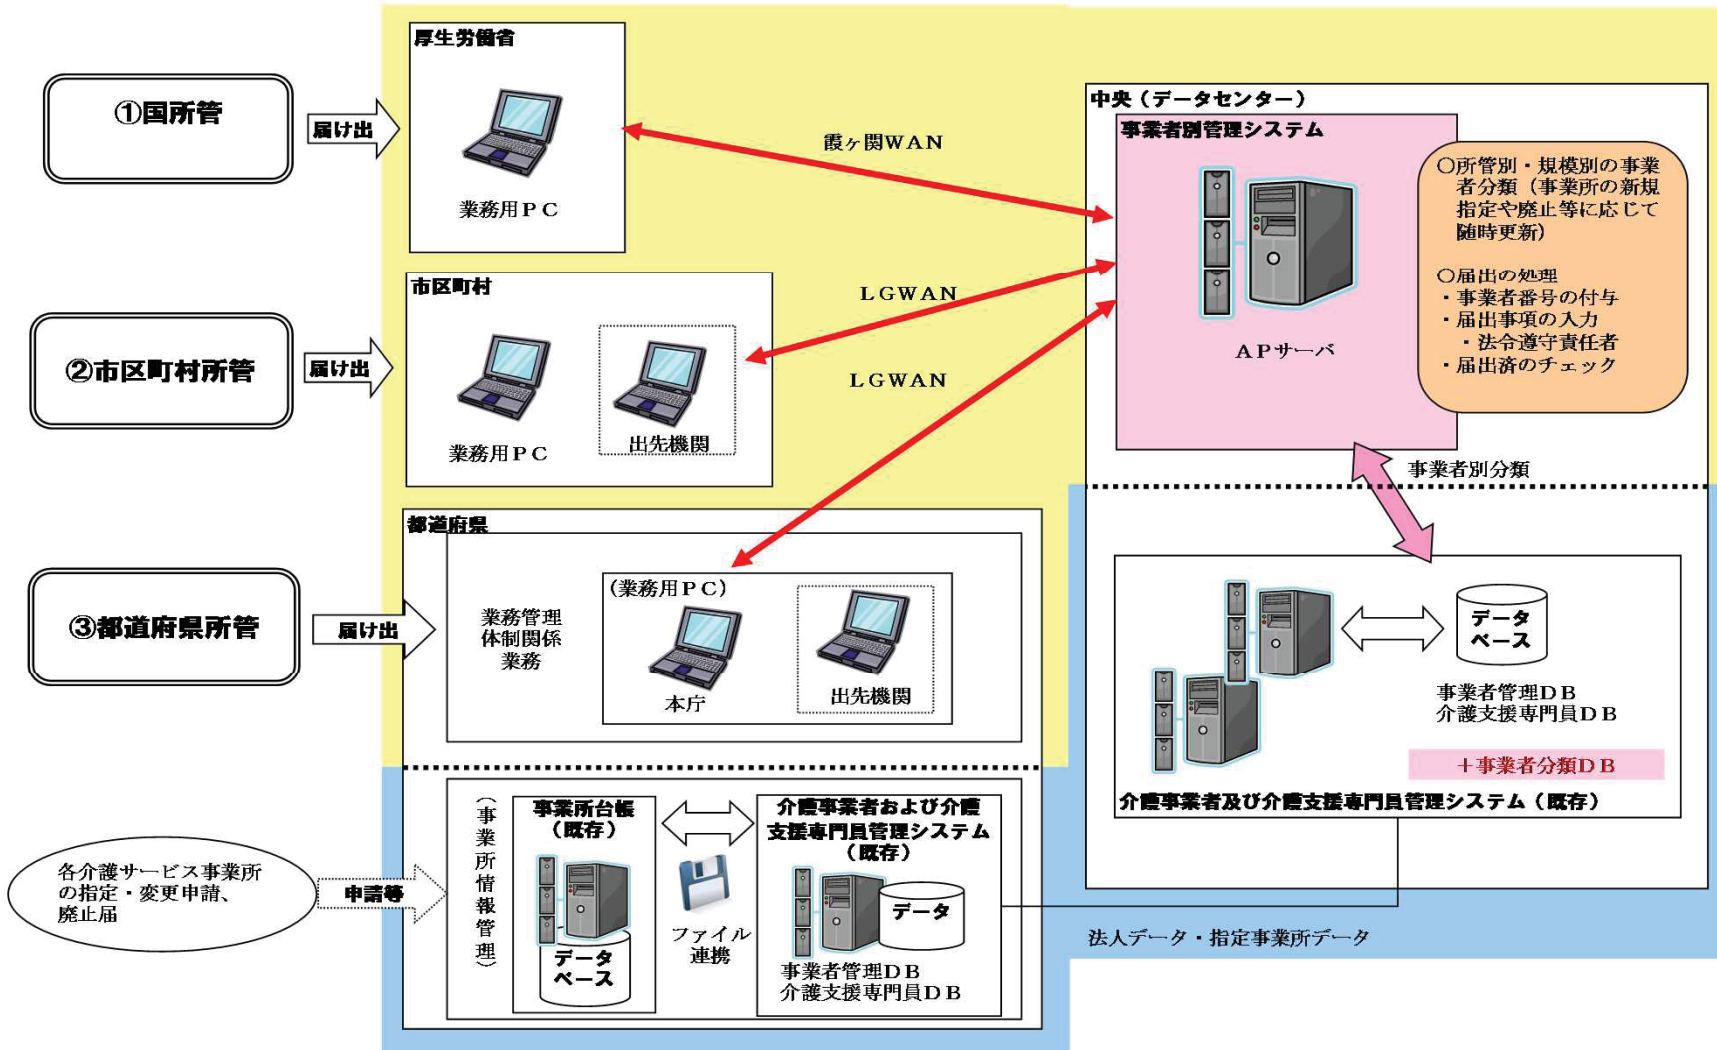 ①国所管
届け出
厚生労働省
業務用ＰＣ
霞ヶ関ＷＡＮ
②市区町村所管
届け出
市区町村
業務用ＰＣ
出先機関
ＬＧＷＡＮ
ＬＧＷＡＮ
③都道府県所管
届け出
都道府県
業務管理
体制関係
業務
(業務用ＰＣ)
本庁
出先機関
各介護サービス事業所
の指定・変更申請、
廃止届
申請等
（事業所情報管理）
事業所台帳
（既存）
データ
ベース
ファイル
連携
介護事業者および介護
支援専門員管理システム
（既存）
データ
事業者管理ＤＢ
介護支援専門員ＤＢ
中央（データセンター）
事業者別管理システム
ＡＰサーバ
○所管別・規模別の事業
者分類（事業所の新規
指定や廃止等に応じて
随時更新）
○届出の処理
・事業者番号の付与
・届出事項の入力
・法令遵守責任者
・届出済のチェック
事業者別分類
データ
ベース
事業者管理ＤＢ
介護支援専門員ＤＢ
＋事業者分類ＤＢ
介護事業者及び介護支援専門員管理システム（既存）
法人データ・指定事業所データ